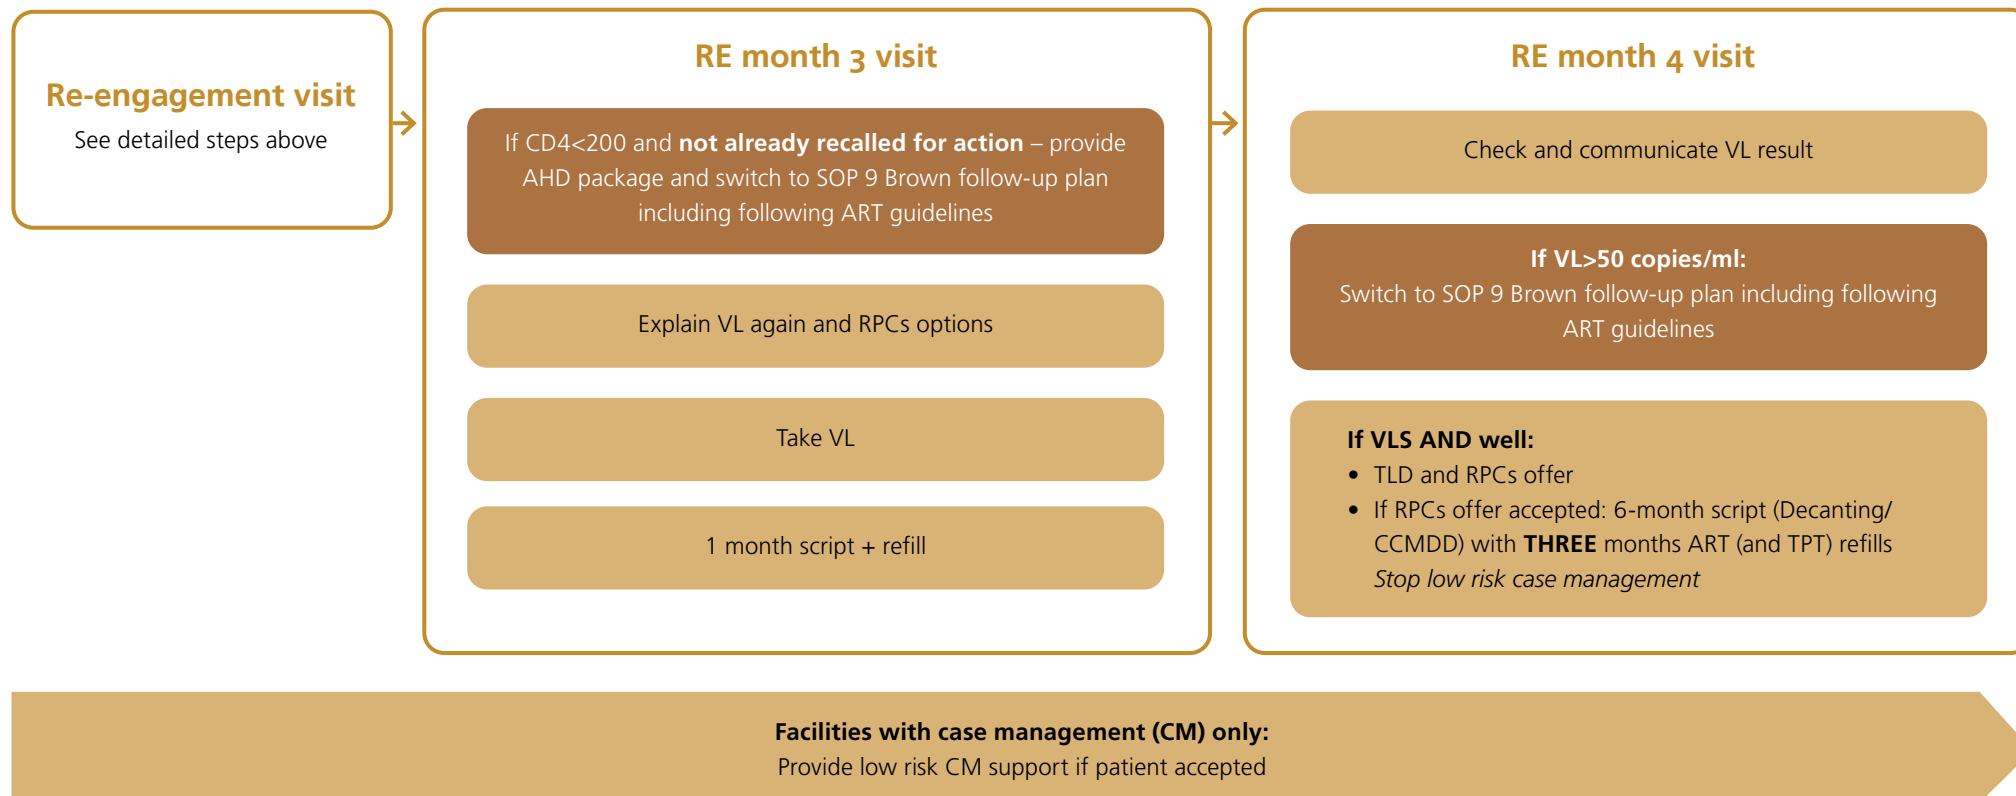 Re-engagement visit
See detailed steps above
RE month 3 visit
If CD4<200 and not already recalled for action – provide
AHD package and switch to SOP 9 Brown follow-up plan
including following ART guidelines
Explain VL again and RPCs options
Take VL
1 month script + refill
RE month 4 visit
Check and communicate VL result
If VL>50 copies/ml:
Switch to SOP 9 Brown follow-up plan including following
ART guidelines
If VLS AND well:
• TLD and RPCs offer
• If RPCs offer accepted: 6-month script (Decanting/
CCMDD) with THREE months ART (and TPT) refills
Stop low risk case management
Facilities with case management (CM) only:
Provide low risk CM support if patient accepted